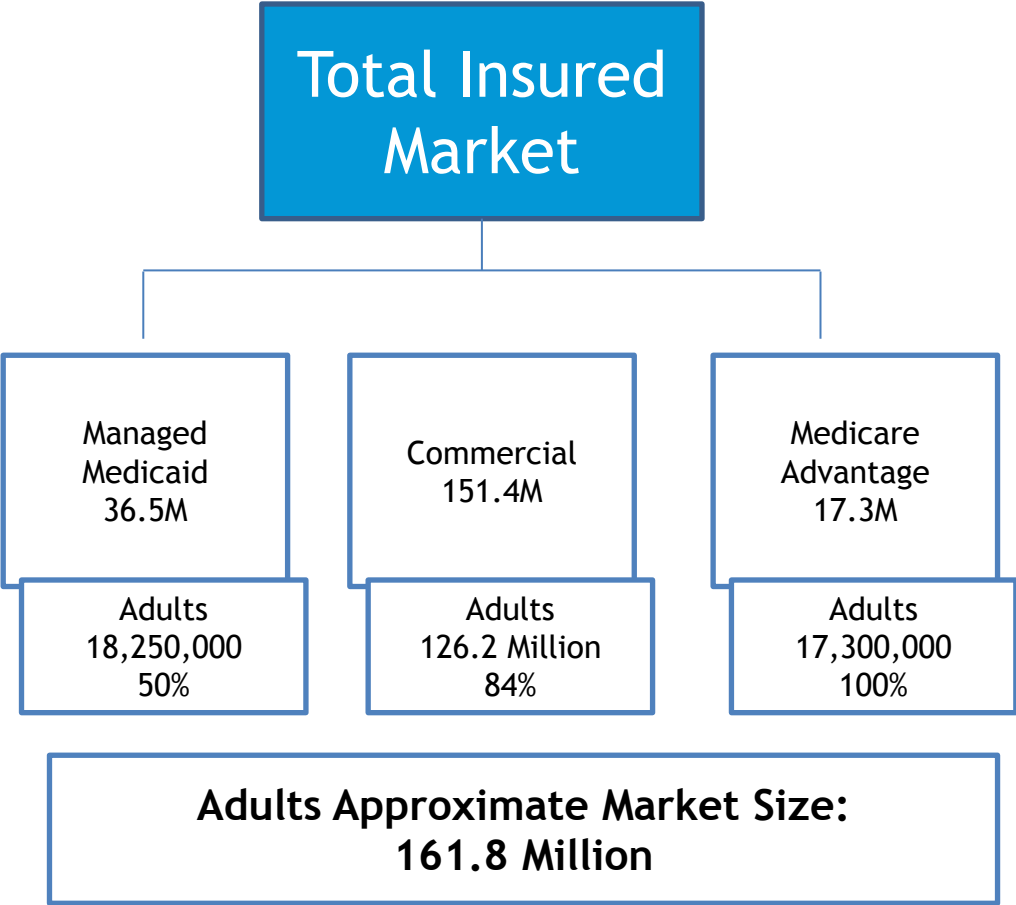 Total Insured
Market
Managed
Medicaid
36.5M
Adults
18,250,000
50%
Commercial
151.4M
Adults
126.2 Million
84%
Medicare
Advantage
17.3M
Adults
17,300,000
100%
Adults Approximate Market Size:
161.8 Million